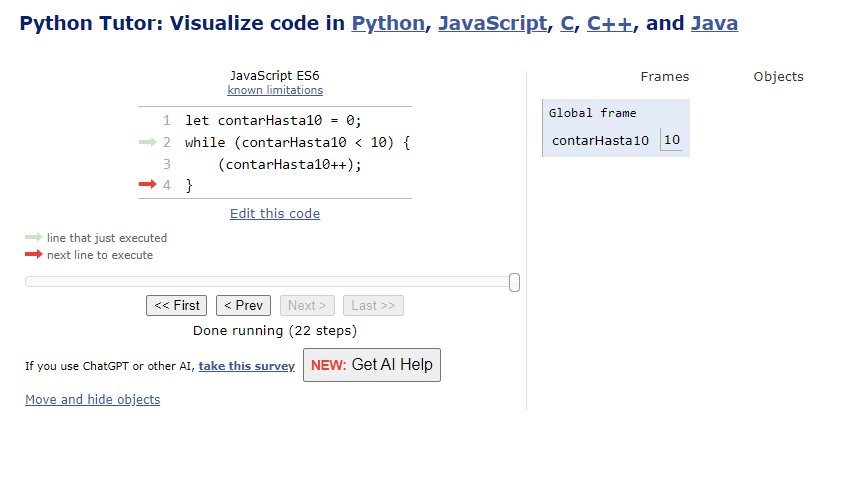 Python Tutor: Visualize code in Python, JavaScript, C, C++, and Java
JavaScript ES6
known limitations
1 let contarHasta10 = 0;
2 while (contarHasta10 < 10) {
3 (contarHasta10++);
4 }
Edit this code
line that just executed
next line to execute
<< First < Prev Next > Last >>
Done running (22 steps)
If you use ChatGPT or other AI, take this survey NEW: Get AI Help
Move and hide objects
Frames Objects
Global frame
contarHasta10 10